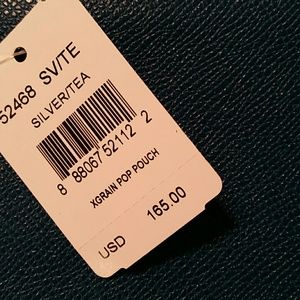 52468 SV/TE
SILVER/TEA
8 88067 52112 2
XGRAIN POP POUCH
USD 165.00